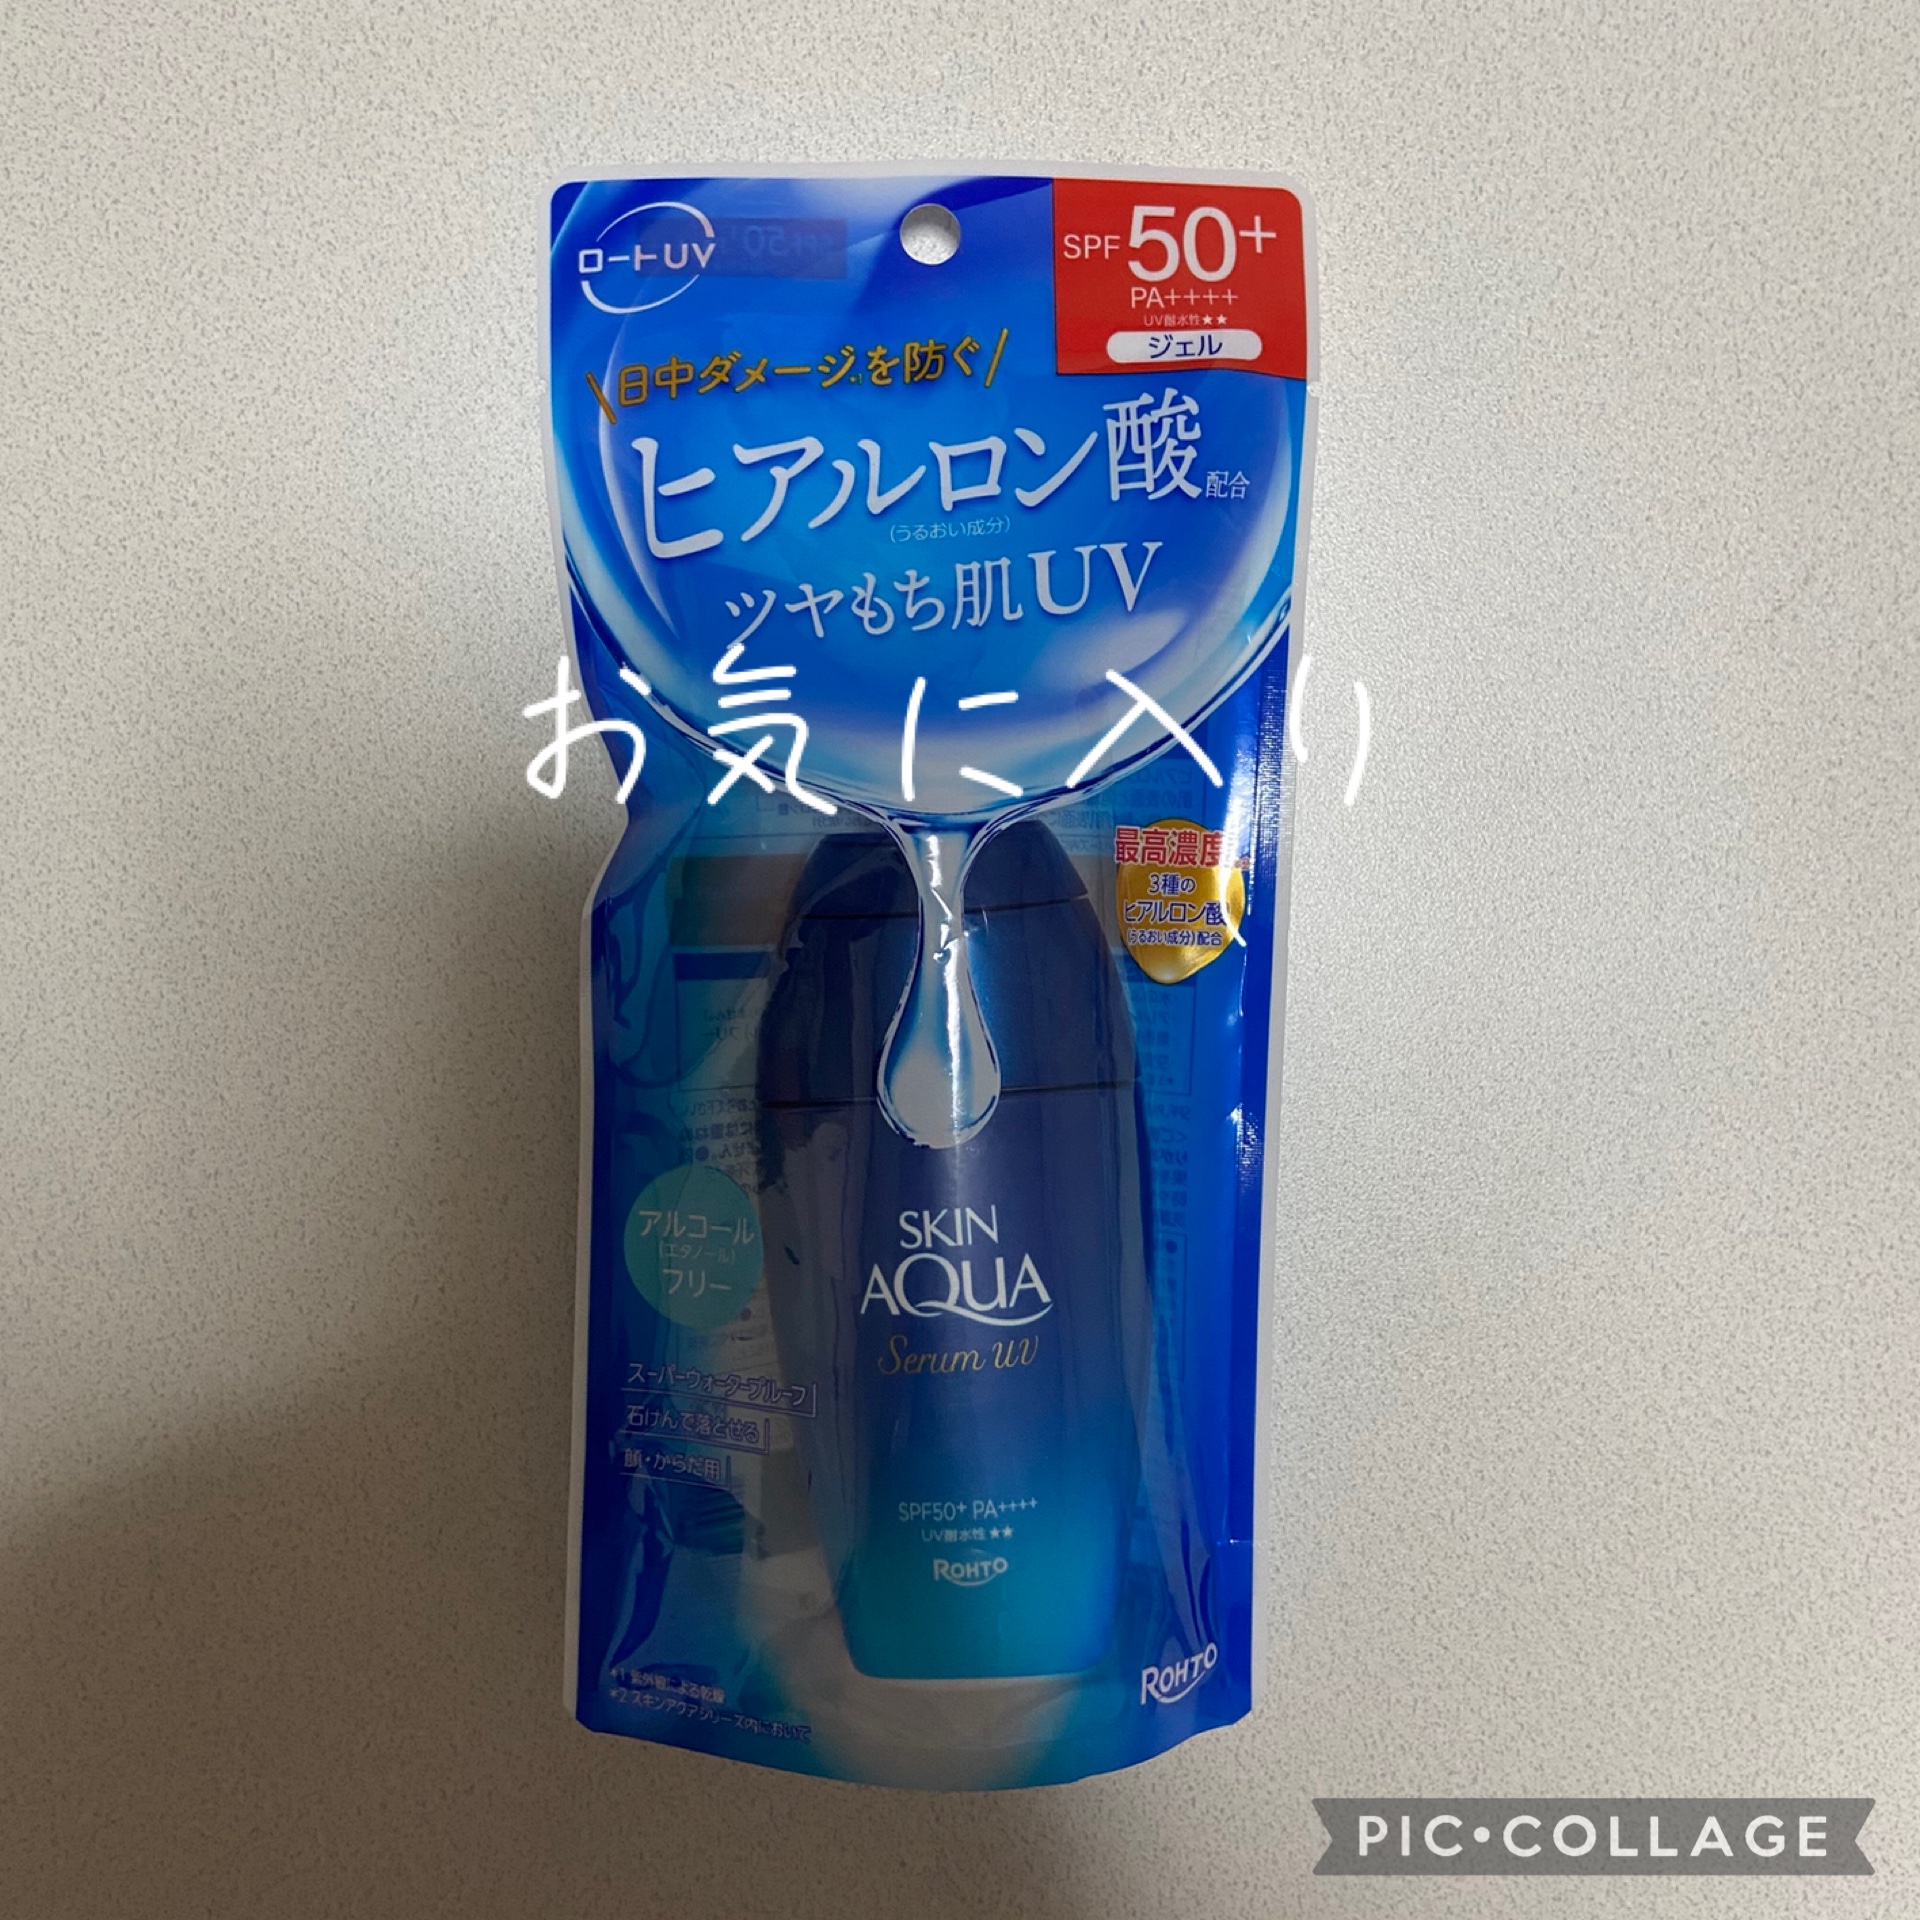 ロートUV
SPF 50+
PA++++
UV耐水性★★
ジェル
\日中ダメージ*1を防ぐ/
ヒアルロン酸配合
(うるおい成分)
ツヤもち肌UV
お気に入り
最高濃度*2
3種の
ヒアルロン酸
(うるおい成分)配合
SKIN
AQUA
Serum UV
アルコール
(エタノール)
フリー
スーパーウォータープルーフ
石けんで落とせる
顔・からだ用
SPF50+ PA++++
UV耐水性★★
ROHTO
ROHTO
*1 紫外線による乾燥
*2 スキンアクアシリーズ内において
PIC•COLLAGE